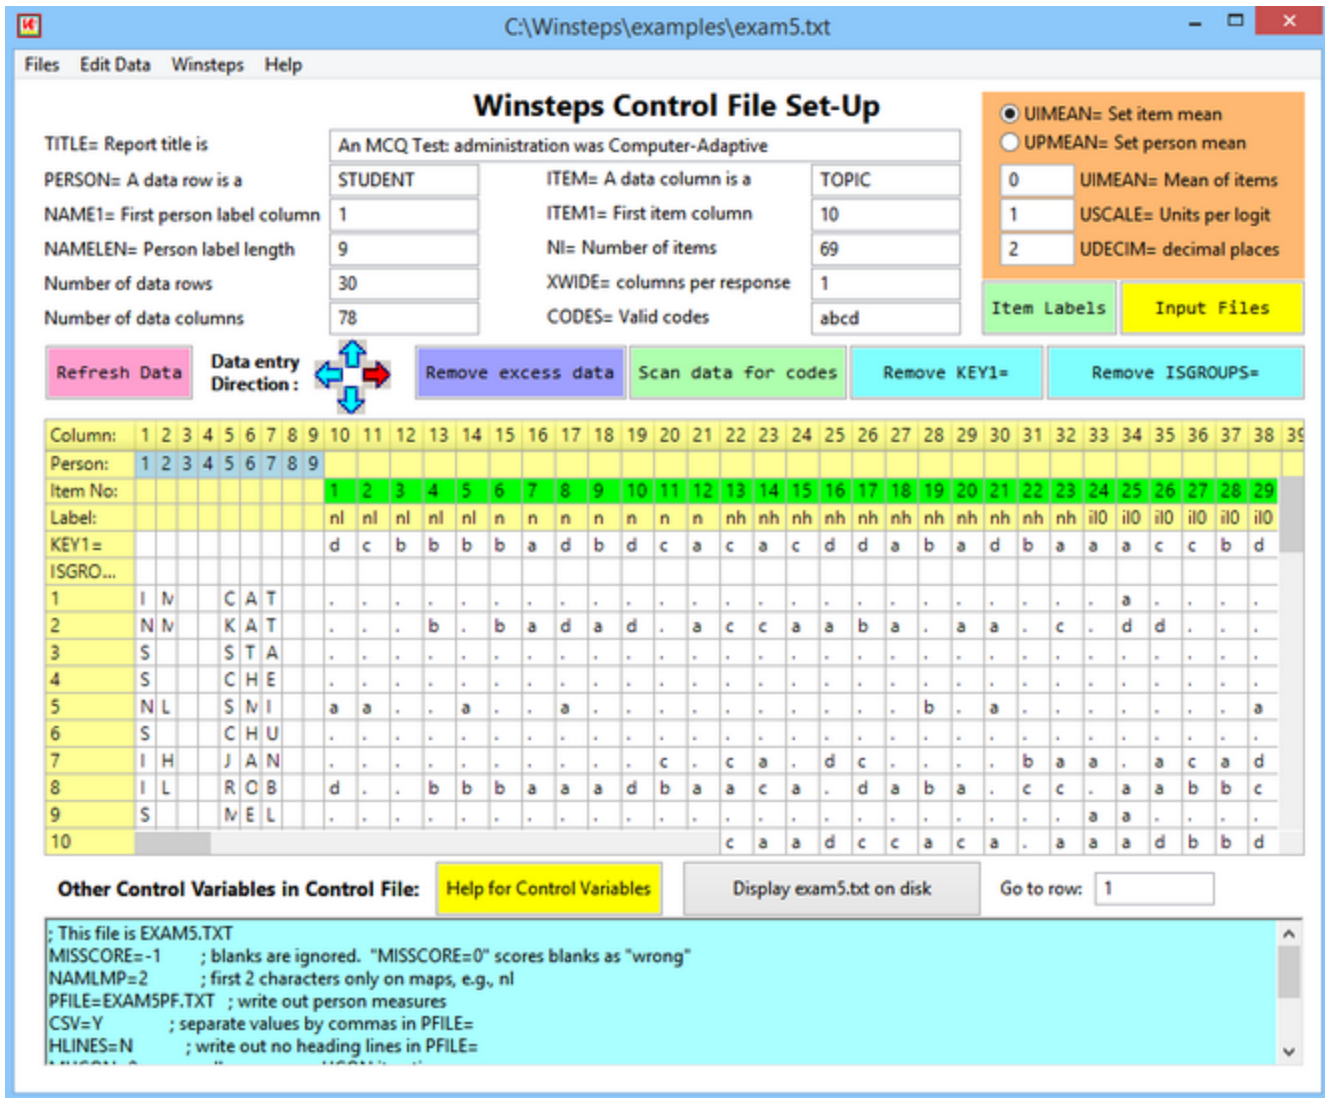 C:\Winsteps\examples\exam5.txt
Files Edit Data Winsteps Help
Winsteps Control File Set-Up
TITLE= Report title is An MCQ Test: administration was Computer-Adaptive
PERSON= A data row is a STUDENT ITEM= A data column is a TOPIC
NAME1= First person label column 1 ITEM1= First item column 10
NAMELEN= Person label length 9 NI= Number of items 69
Number of data rows 30 XWIDE= columns per response 1
Number of data columns 78 CODES= Valid codes abcd
UIMEAN= Set item mean
UPMEAN= Set person mean
0 UIMEAN= Mean of items
1 USCALE= Units per logit
2 UDECIM= decimal places
Item Labels Input Files
Refresh Data Data entry Direction : Remove excess data Scan data for codes Remove KEY1= Remove ISGROUPS=
Column: 1 2 3 4 5 6 7 8 9 10 11 12 13 14 15 16 17 18 19 20 21 22 23 24 25 26 27 28 29 30 31 32 33 34 35 36 37 38 39
Person: 1 2 3 4 5 6 7 8 9
Item No: 1 2 3 4 5 6 7 8 9 10 11 12 13 14 15 16 17 18 19 20 21 22 23 24 25 26 27 28 29
Label: nl nl nl nl nl n n n n n n n nh nh nh nh nh nh nh nh nh nh nh il0 il0 il0 il0 il0 il0
KEY1= d c b b b b a d b d c a c a c d d a b a d b a a a c c b d
ISGRO...
1 I M C A T . . . . . . . . . . . . . . . . . . . . . . . . a . . . .
2 N M K A T . . . b . b a d a d . a c c a a b a . a a . c . d d . . .
3 S S T A . . . . . . . . . . . . . . . . . . . . . . . . . . . . .
4 S C H E . . . . . . . . . . . . . . . . . . . . . . . . . . . . .
5 N L S M I a a . . a . . a . . . . . . . . . . b . a . . . . . . . a
6 S C H U . . . . . . . . . . . . . . . . . . . . . . . . . . . . .
7 I H J A N . . . . . . . . . . c . c a . d c . . . . b a a . a c a d
8 I L R O B d . . b b b a a a d b a a c a . d a b a . c c . a a b b c
9 S M E L . . . . . . . . . . . . . . . . . . . . . . . a a . . . .
10 c a a d c c a c a . a a a d b b d
Other Control Variables in Control File: Help for Control Variables Display exam5.txt on disk Go to row: 1
; This file is EXAM5.TXT
MISSCORE=-1 ; blanks are ignored. "MISSCORE=0" scores blanks as "wrong"
NAMLMP=2 ; first 2 characters only on maps, e.g., nl
PFILE=EXAM5PF.TXT ; write out person measures
CSV=Y ; separate values by commas in PFILE=
HLINES=N ; write out no heading lines in PFILE=